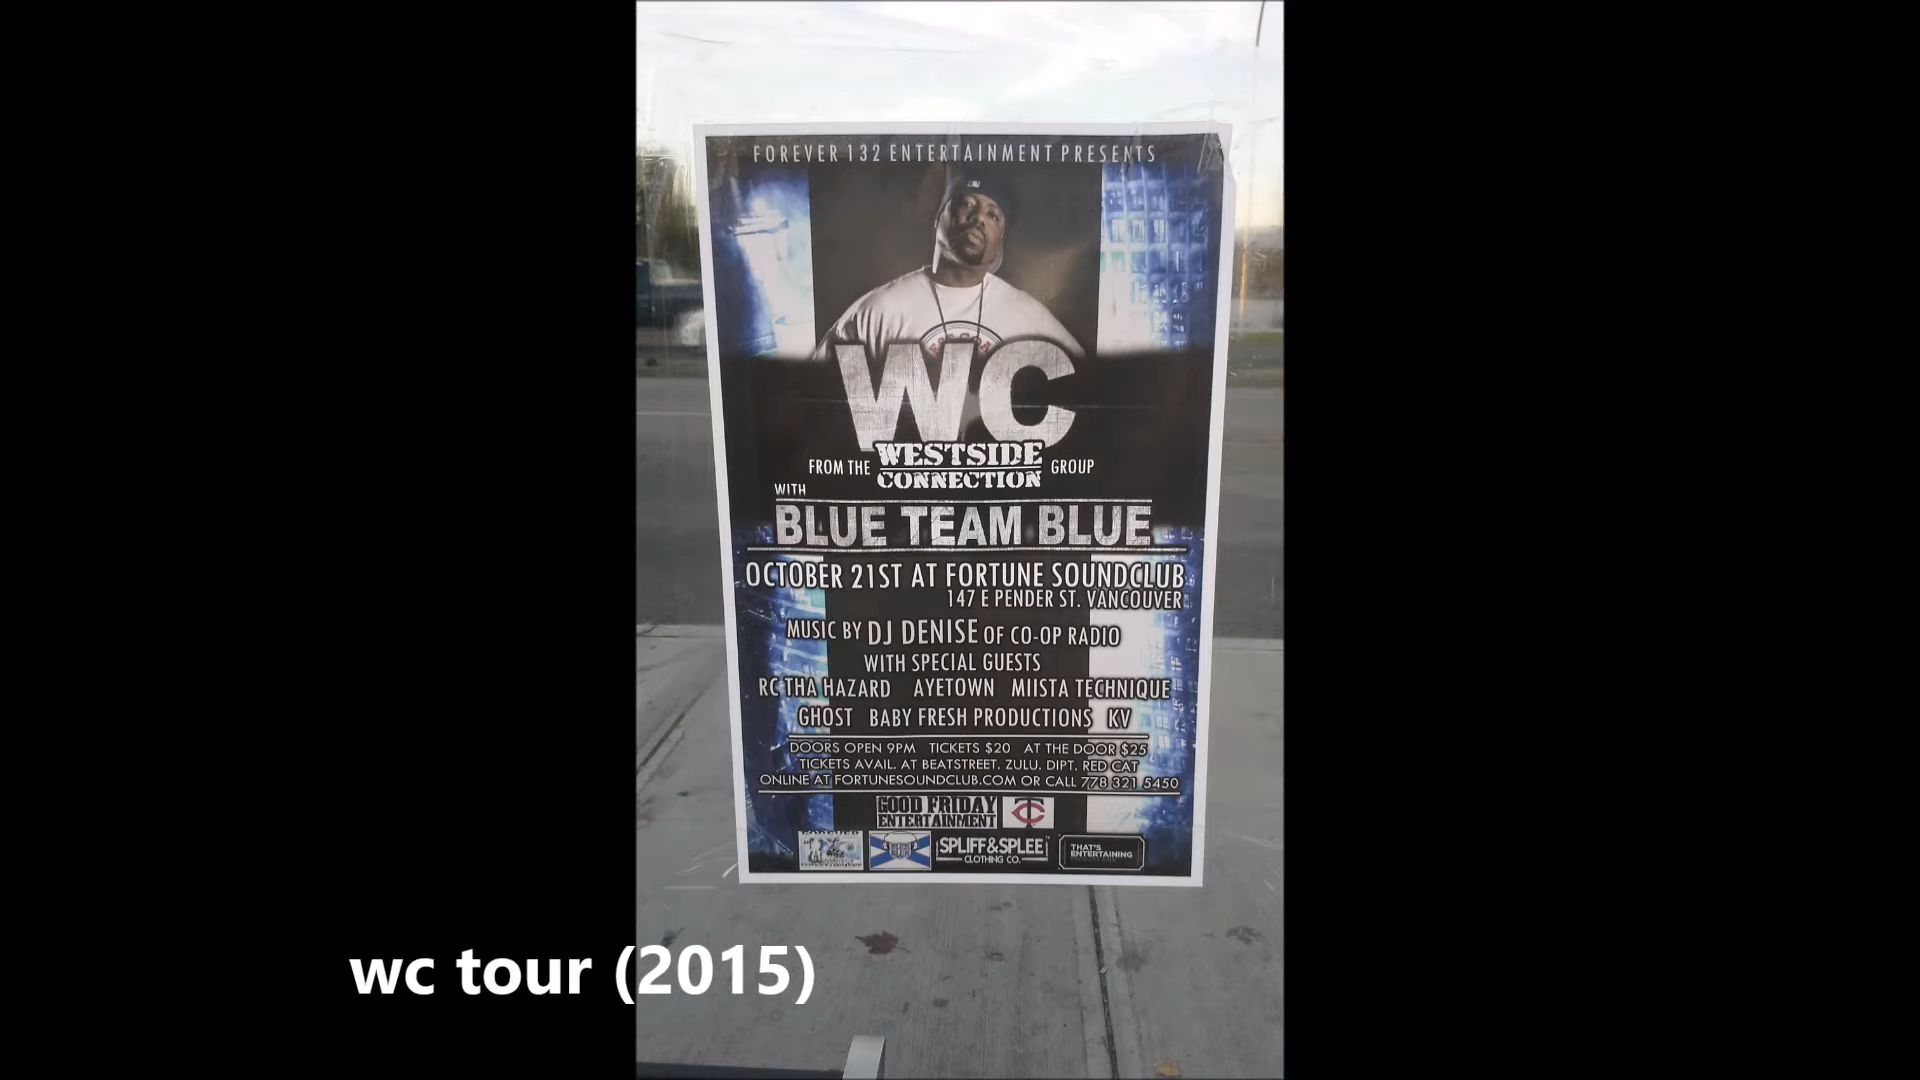 FOREVER 132 ENTERTAINMENT PRESENTS
WC
FROM THE WESTSIDE CONNECTION GROUP
WITH
BLUE TEAM BLUE
OCTOBER 21ST AT FORTUNE SOUNDCLUB
147 E PENDER ST. VANCOUVER
MUSIC BY DJ DENISE OF CO-OP RADIO
WITH SPECIAL GUESTS
RC THA HAZARD AYETOWN MIISTA TECHNIQUE
GHOST BABY FRESH PRODUCTIONS KV
DOORS OPEN 9PM TICKETS $20 AT THE DOOR $25
TICKETS AVAIL. AT BEATSTREET, ZULU, DIPT, RED CAT
ONLINE AT FORTUNESOUNDCLUB.COM OR CALL 778 321 5450
GOOD FRIDAY
ENTERTAINMENT
TC
FOREVER
SPLIFF&SPLEE
CLOTHING CO.
THAT'S
ENTERTAINING
wc tour (2015)